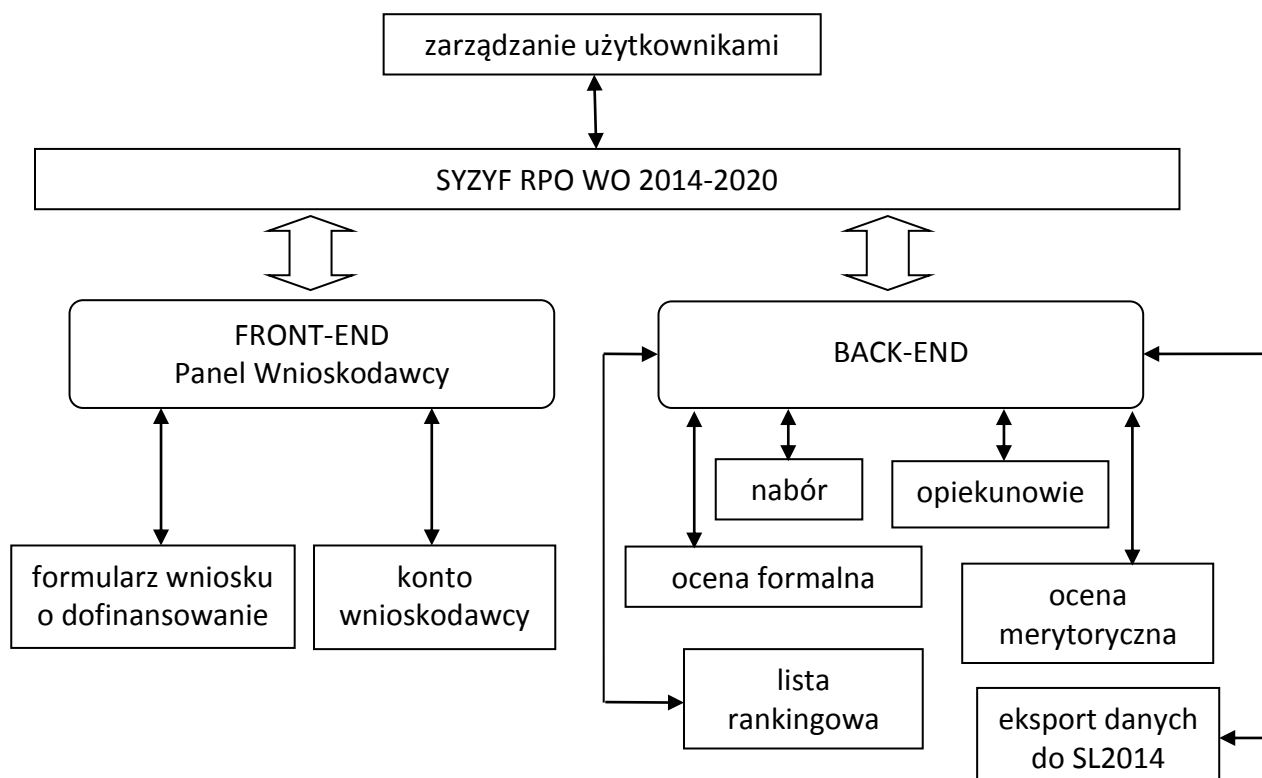 zarządzanie użytkownikami
SYZYF RPO WO 2014-2020
FRONT-END
Panel Wnioskodawcy
BACK-END
nabór
opiekunowie
formularz wniosku
o dofinansowanie
konto
wnioskodawcy
ocena formalna
ocena
merytoryczna
lista
rankingowa
eksport danych
do SL2014